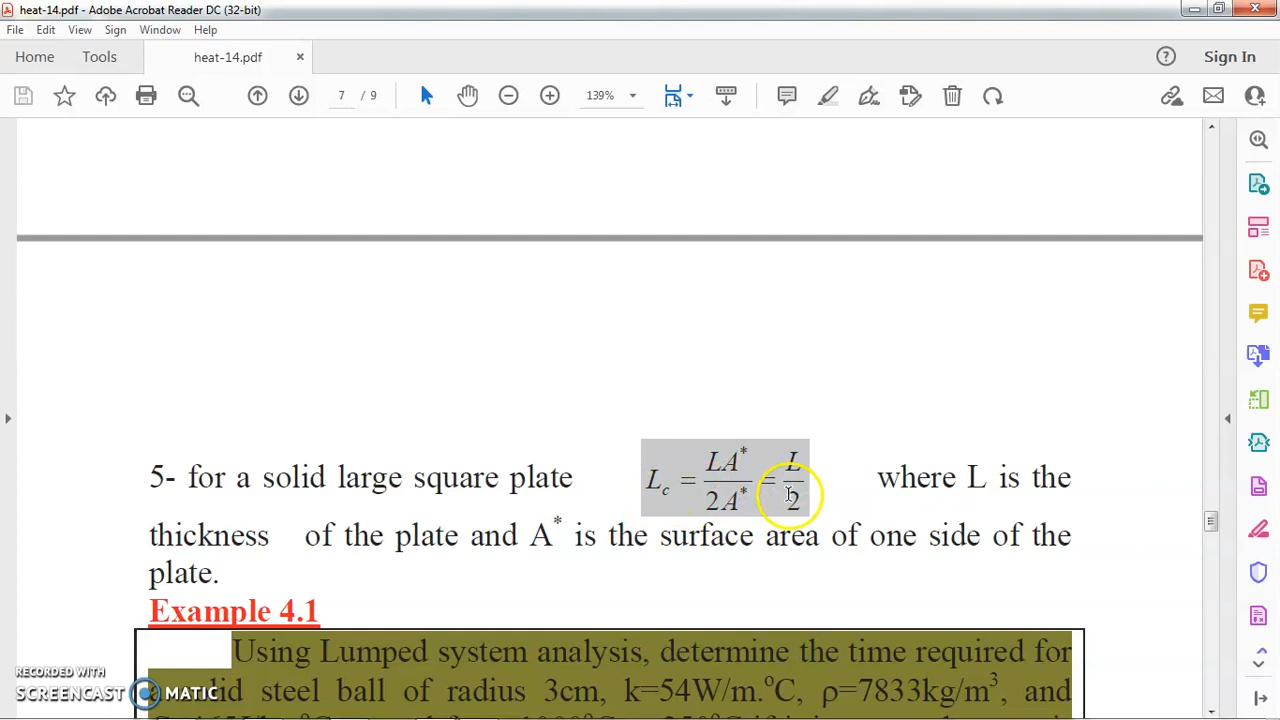 heat-14.pdf - Adobe Acrobat Reader DC (32-bit)
File Edit View Sign Window Help
Home Tools heat-14.pdf × ? Sign In
7 / 9 139%
5- for a solid large square plate L_c = LA*/2A* = L/2 where L is the
thickness of the plate and A* is the surface area of one side of the
plate.
Example 4.1
Using Lumped system analysis, determine the time required for
solid steel ball of radius 3cm, k=54W/m.°C, ρ=7833kg/m³, and
RECORDED WITH
SCREENCAST MATIC